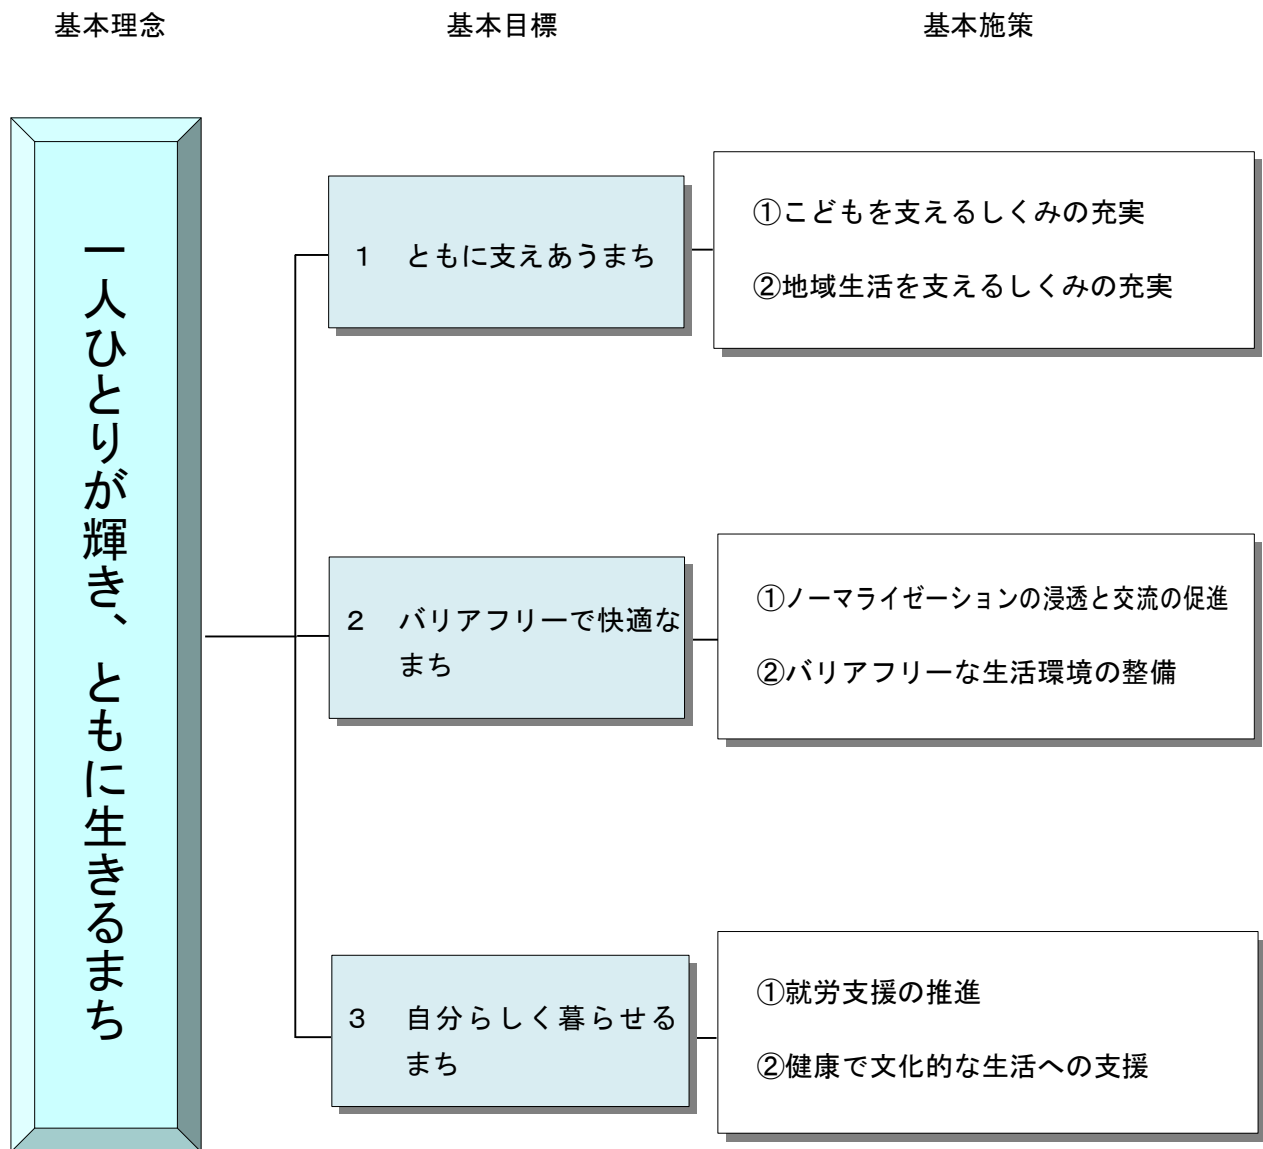 基本理念　基本目標　基本施策
一人ひとりが輝き、ともに生きるまち
１　ともに支えあうまち
①こどもを支えるしくみの充実
②地域生活を支えるしくみの充実
２　バリアフリーで快適な
まち
①ノーマライゼーションの浸透と交流の促進
②バリアフリーな生活環境の整備
３　自分らしく暮らせる
まち
①就労支援の推進
②健康で文化的な生活への支援